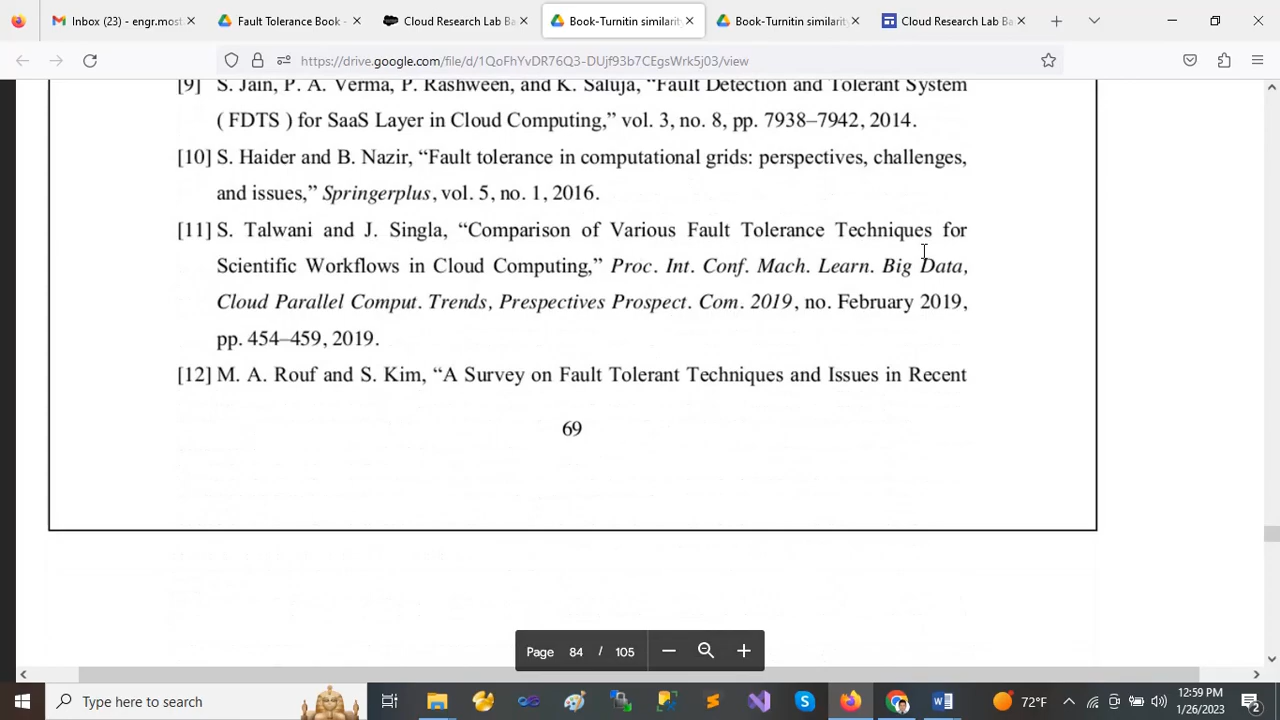 Inbox (23) - engr.most
Fault Tolerance Book -
Cloud Research Lab Ba
Book-Turnitin similarit
Book-Turnitin similarit
Cloud Research Lab Ba
https://drive.google.com/file/d/1QoFhYvDR76Q3-DUjf93b7CEgsWrk5j03/view
[9] S. Jain, P. A. Verma, P. Rashween, and K. Saluja, “Fault Detection and Tolerant System
( FDTS ) for SaaS Layer in Cloud Computing,” vol. 3, no. 8, pp. 7938–7942, 2014.
[10] S. Haider and B. Nazir, “Fault tolerance in computational grids: perspectives, challenges,
and issues,” Springerplus, vol. 5, no. 1, 2016.
[11] S. Talwani and J. Singla, “Comparison of Various Fault Tolerance Techniques for
Scientific Workflows in Cloud Computing,” Proc. Int. Conf. Mach. Learn. Big Data,
Cloud Parallel Comput. Trends, Prespectives Prospect. Com. 2019, no. February 2019,
pp. 454–459, 2019.
[12] M. A. Rouf and S. Kim, “A Survey on Fault Tolerant Techniques and Issues in Recent
69
Page 84 / 105
Type here to search
72°F
12:59 PM
1/26/2023
2